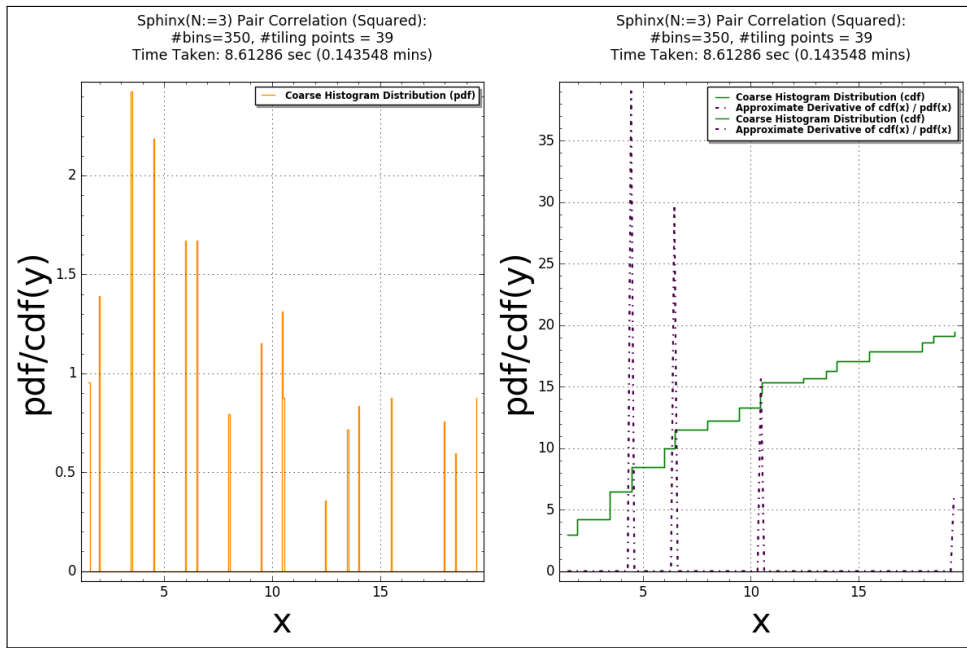 Sphinx(N:=3) Pair Correlation (Squared):
#bins=350, #tiling points = 39
Time Taken: 8.61286 sec (0.143548 mins)
Coarse Histogram Distribution (pdf)
2
1.5
1
0.5
0
5
10
15
pdf/cdf(y)
x
Sphinx(N:=3) Pair Correlation (Squared):
#bins=350, #tiling points = 39
Time Taken: 8.61286 sec (0.143548 mins)
Coarse Histogram Distribution (cdf)
Approximate Derivative of cdf(x) / pdf(x)
Coarse Histogram Distribution (cdf)
Approximate Derivative of cdf(x) / pdf(x)
35
30
25
20
15
10
5
0
5
10
15
pdf/cdf(y)
x